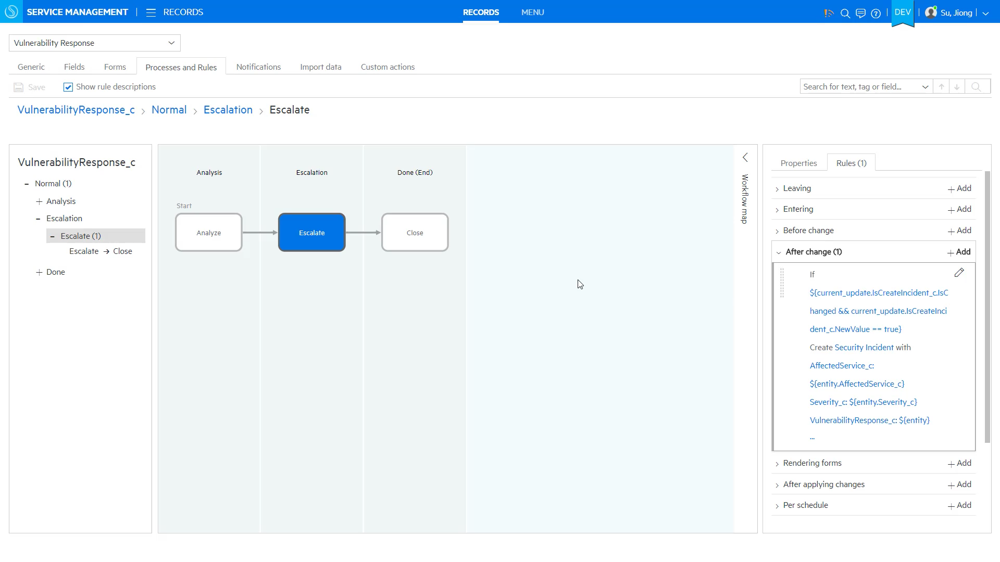 SERVICE MANAGEMENT
RECORDS
RECORDS
MENU
DEV
Su, Jiong
Vulnerability Response
Generic
Fields
Forms
Processes and Rules
Notifications
Import data
Custom actions
Save
Show rule descriptions
Search for text, tag or field...
VulnerabilityResponse_c > Normal > Escalation > Escalate
VulnerabilityResponse_c
Normal (1)
Analysis
Escalation
Escalate (1)
Escalate → Close
Done
Analysis
Escalation
Done (End)
Start
Analyze
Escalate
Close
Workflow map
Properties
Rules (1)
Leaving
Add
Entering
Add
Before change
Add
After change (1)
Add
If
${current_update.IsCreateIncident_c.IsC
hanged && current_update.IsCreateInci
dent_c.NewValue == true}
Create Security Incident with
AffectedService_c:
${entity.AffectedService_c}
Severity_c: ${entity.Severity_c}
VulnerabilityResponse_c: ${entity}
...
Rendering forms
Add
After applying changes
Add
Per schedule
Add